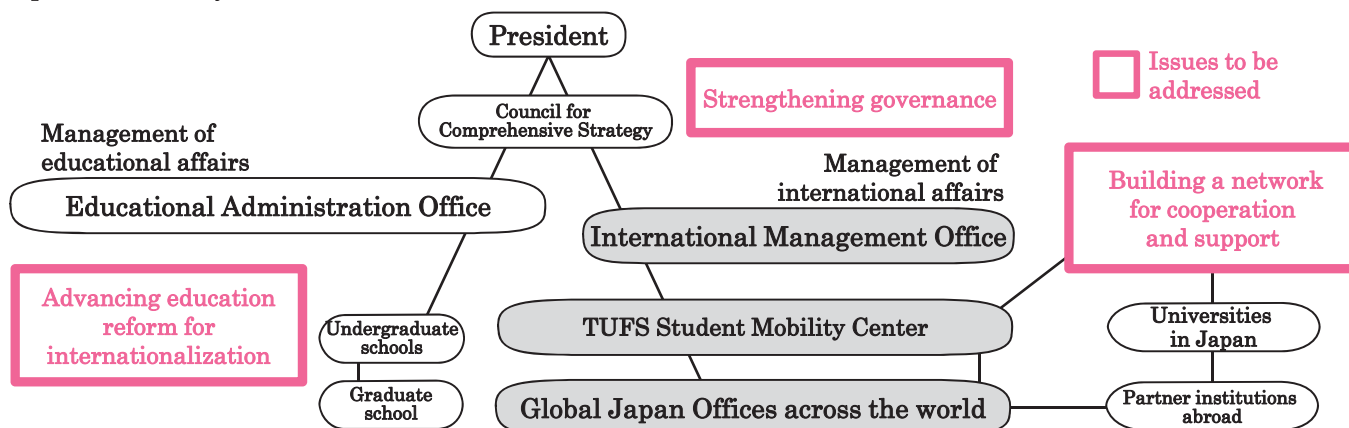 President
Council for
Comprehensive Strategy
Strengthening governance
Issues to be
addressed
Management of
educational affairs
Educational Administration Office
Management of
international affairs
International Management Office
Building a network
for cooperation
and support
Advancing education
reform for
internationalization
Undergraduate
schools
Graduate
school
TUFS Student Mobility Center
Global Japan Offices across the world
Universities
in Japan
Partner institutions
abroad